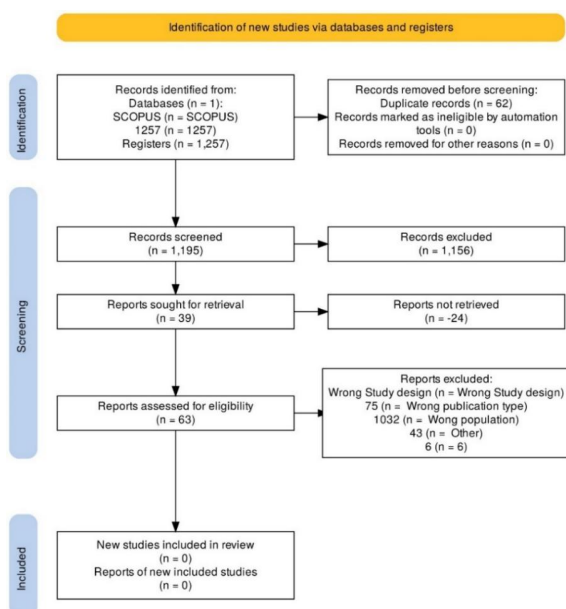 Identification of new studies via databases and registers
Identification
Records identified from:
Databases (n = 1):
SCOPUS (n = SCOPUS)
1257 (n = 1257)
Registers (n = 1,257)
Records removed before screening:
Duplicate records (n = 62)
Records marked as ineligible by automation
tools (n = 0)
Records removed for other reasons (n = 0)
Screening
Records screened
(n = 1,195)
Records excluded
(n = 1,156)
Reports sought for retrieval
(n = 39)
Reports not retrieved
(n = -24)
Reports assessed for eligibility
(n = 63)
Reports excluded:
Wrong Study design (n = Wrong Study design)
75 (n = Wrong publication type)
1032 (n = Wong population)
43 (n = Other)
6 (n = 6)
Included
New studies included in review
(n = 0)
Reports of new included studies
(n = 0)